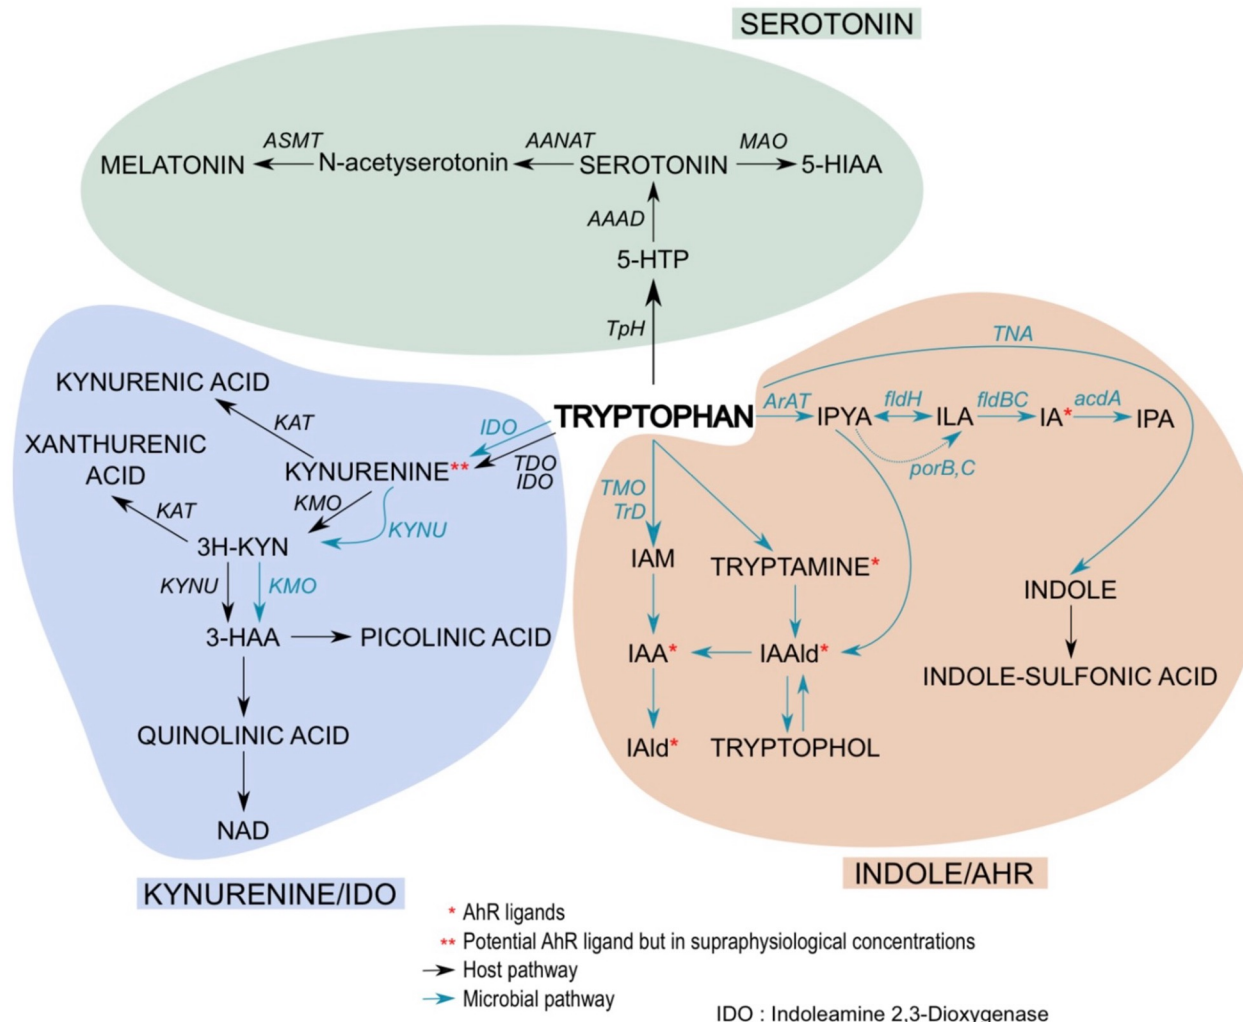 SEROTONIN
ASMT
AANAT
MAO
MELATONIN
N-acetyserotonin
SEROTONIN
5-HIAA
AAAD
5-HTP
TpH
TNA
KYNURENIC ACID
TRYPTOPHAN
ArAT
IPYA
fldH
ILA
fldBC
IA*
acdA
IPA
porB,C
KAT
IDO
XANTHURENIC
ACID
KYNURENINE**
TDO
IDO
KMO
KYNU
KAT
3H-KYN
KYNU
KMO
3-HAA
PICOLINIC ACID
QUINOLINIC ACID
NAD
TMO
TrD
IAM
TRYPTAMINE*
IAA*
IAAld*
IAld*
TRYPTOPHOL
INDOLE
INDOLE-SULFONIC ACID
KYNURENINE/IDO
INDOLE/AHR
* AhR ligands
** Potential AhR ligand but in supraphysiological concentrations
Host pathway
Microbial pathway
IDO : Indoleamine 2,3-Dioxygenase